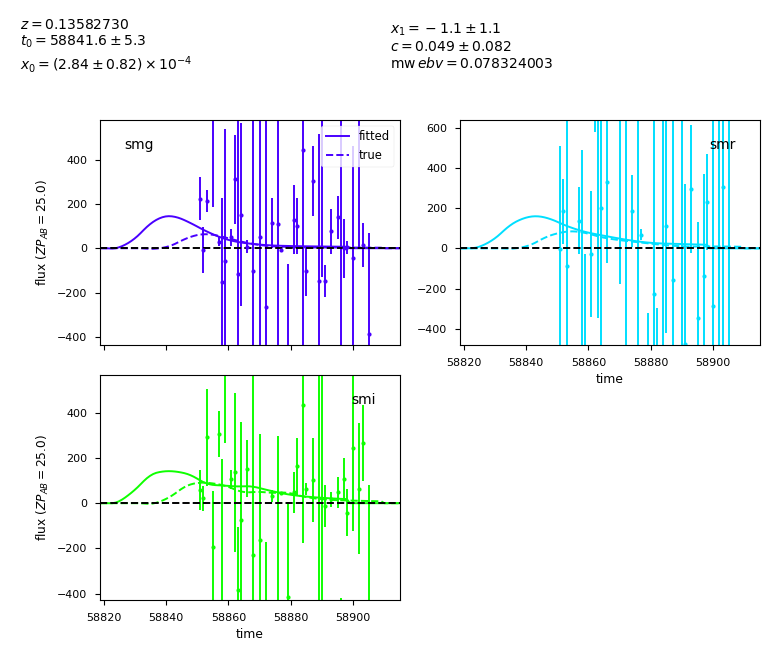 z = 0.13582730
t₀ = 58841.6 ± 5.3
x₀ = (2.84 ± 0.82) × 10⁻⁴
x₁ = −1.1 ± 1.1
c = 0.049 ± 0.082
mw ebv = 0.078324003
smg
fitted
true
400
200
0
−200
−400
flux (ZP_AB = 25.0)
smr
600
400
200
0
−200
−400
58820 58840 58860 58880 58900
time
smi
400
200
0
−200
−400
flux (ZP_AB = 25.0)
58820 58840 58860 58880 58900
time